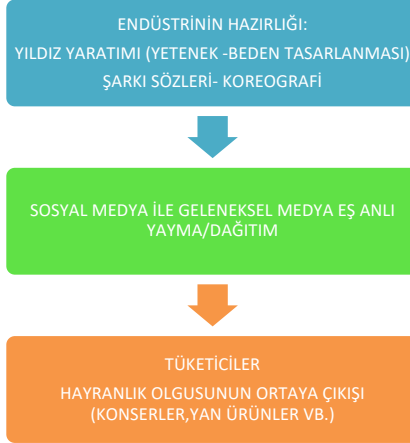 ENDÜSTRİNİN HAZIRLIĞI:
YILDIZ YARATIMI (YETENEK -BEDEN TASARLANMASI)
ŞARKI SÖZLERİ- KOREOGRAFİ
SOSYAL MEDYA İLE GELENEKSEL MEDYA EŞ ANLI
YAYMA/DAĞITIM
TÜKETİCİLER
HAYRANLIK OLGUSUNUN ORTAYA ÇIKIŞI
(KONSERLER,YAN ÜRÜNLER VB.)